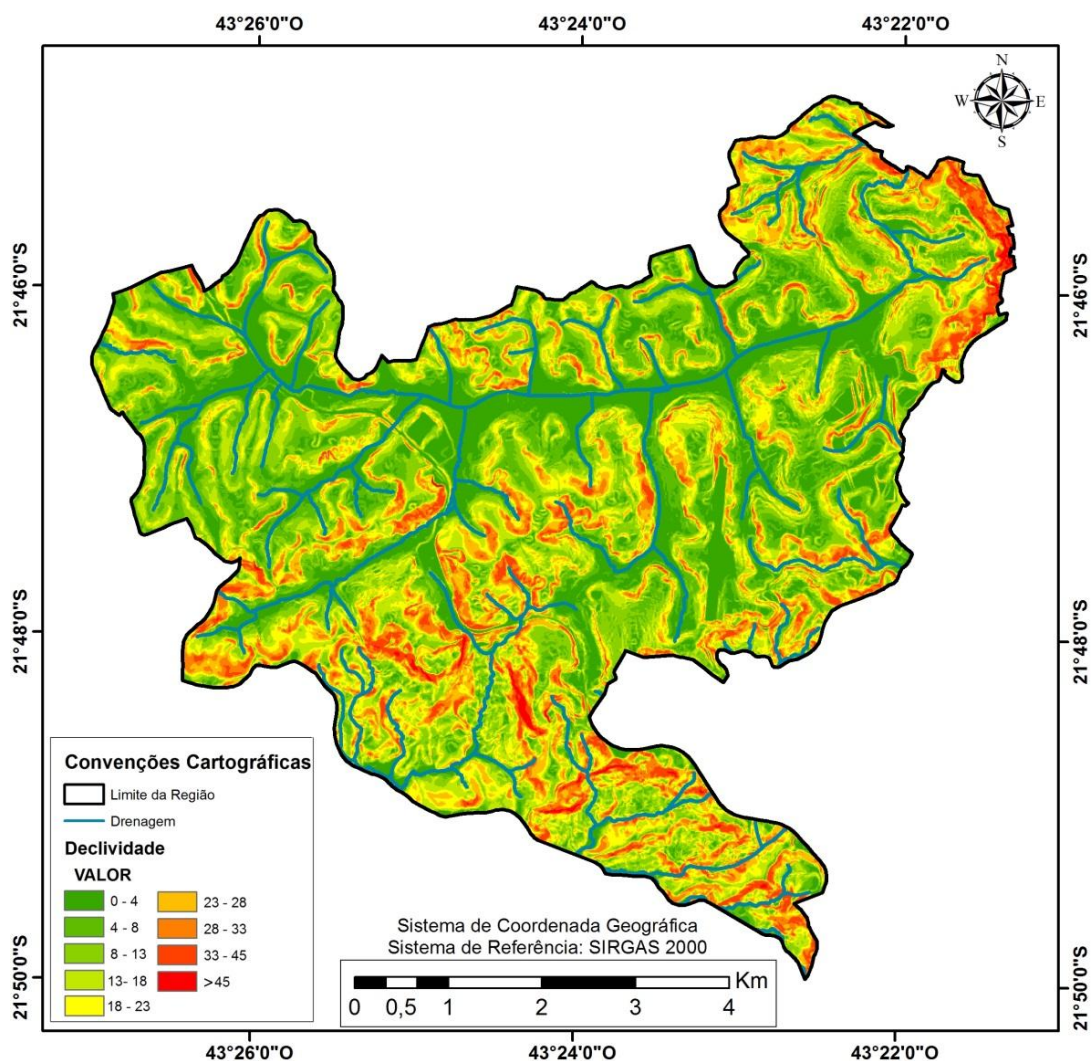 43°26'0"O 43°24'0"O 43°22'0"O
N
W E
S
21°46'0"S 21°46'0"S
21°48'0"S 21°48'0"S
21°50'0"S 21°50'0"S
Convenções Cartográficas
Limite da Região
Drenagem
Declividade
VALOR
0 - 4 23 - 28
4 - 8 28 - 33
8 - 13 33 - 45
13- 18 >45
18 - 23
Sistema de Coordenada Geográfica
Sistema de Referência: SIRGAS 2000
Km
0 0,5 1 2 3 4
43°26'0"O 43°24'0"O 43°22'0"O